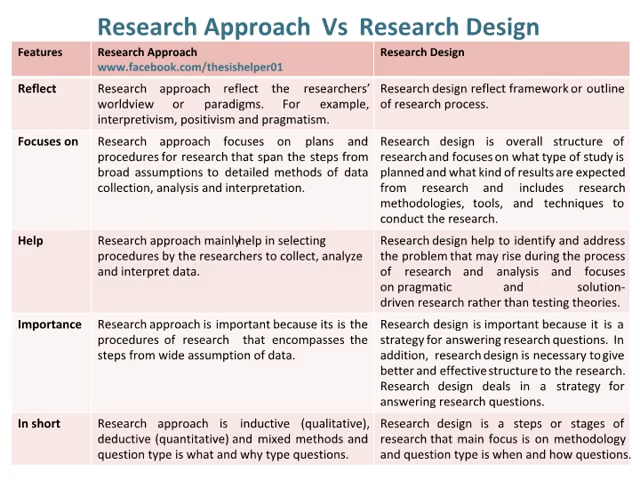 Research Approach Vs Research Design
Features
Research Approach
www.facebook.com/thesishelper01
Research Design
Reflect
Research approach reflect the researchers'
worldview or paradigms. For example,
interpretivism, positivism and pragmatism.
Research design reflect framework or outline
of research process.
Focuses on
Research approach focuses on plans and
procedures for research that span the steps from
broad assumptions to detailed methods of data
collection, analysis and interpretation.
Research design is overall structure of
research and focuses on what type of study is
planned and what kind of results are expected
from research and includes research
methodologies, tools, and techniques to
conduct the research.
Help
Research approach mainly help in selecting
procedures by the researchers to collect, analyze
and interpret data.
Research design help to identify and address
the problem that may rise during the process
of research and analysis and focuses
on pragmatic and solution-
driven research rather than testing theories.
Importance
Research approach is important because its is the
procedures of research that encompasses the
steps from wide assumption of data.
Research design is important because it is a
strategy for answering research questions. In
addition, research design is necessary to give
better and effective structure to the research.
Research design deals in a strategy for
answering research questions.
In short
Research approach is inductive (qualitative),
deductive (quantitative) and mixed methods and
question type is what and why type questions.
Research design is a steps or stages of
research that main focus is on methodology
and question type is when and how questions.